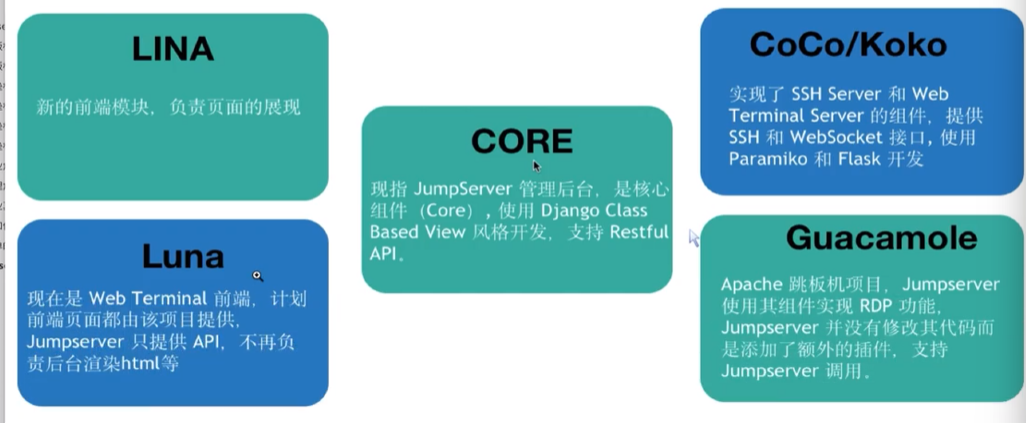 LINA
新的前端模块，负责页面的展现
Luna
现在是 Web Terminal 前端，计划
前端页面都由该项目提供，
Jumpserver 只提供 API，不再负
责后台渲染html等
CORE
现指 JumpServer 管理后台，是核心
组件（Core）, 使用 Django Class
Based View 风格开发，支持 Restful
API。
CoCo/Koko
实现了 SSH Server 和 Web
Terminal Server 的组件，提供
SSH 和 WebSocket 接口, 使用
Paramiko 和 Flask 开发
Guacamole
Apache 跳板机项目，Jumpserver
使用其组件实现 RDP 功能，
Jumpserver 并没有修改其代码而
是添加了额外的插件，支持
Jumpserver 调用。